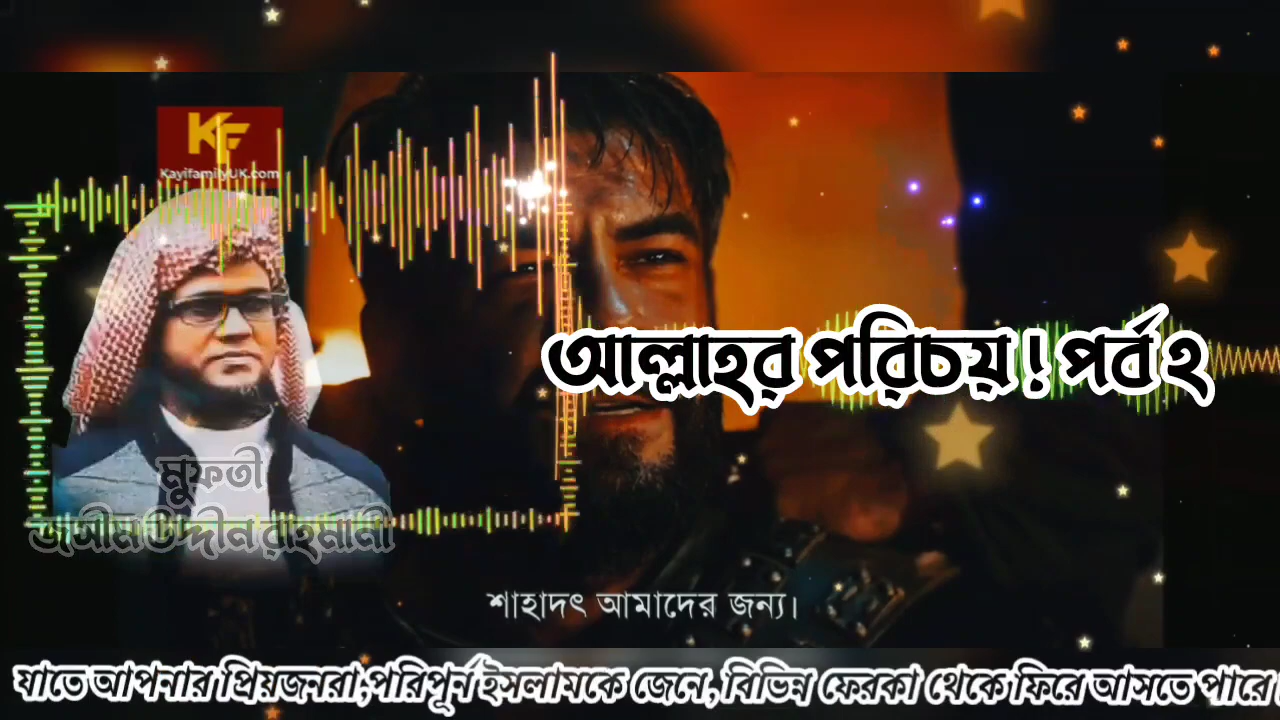 KF
KayifamilyUK.com
আল্লাহর পরিচয় ! পর্ব ২
মুফতী
জসীম উদ্দীন রাহমানী
শাহাদৎ আমাদের জন্য।
যাতে আপনার প্রিয়জনরা,পরিপূর্ন ইসলামকে জেনে, বিভিন্ন ফেরকা থেকে ফিরে আসতে পারে